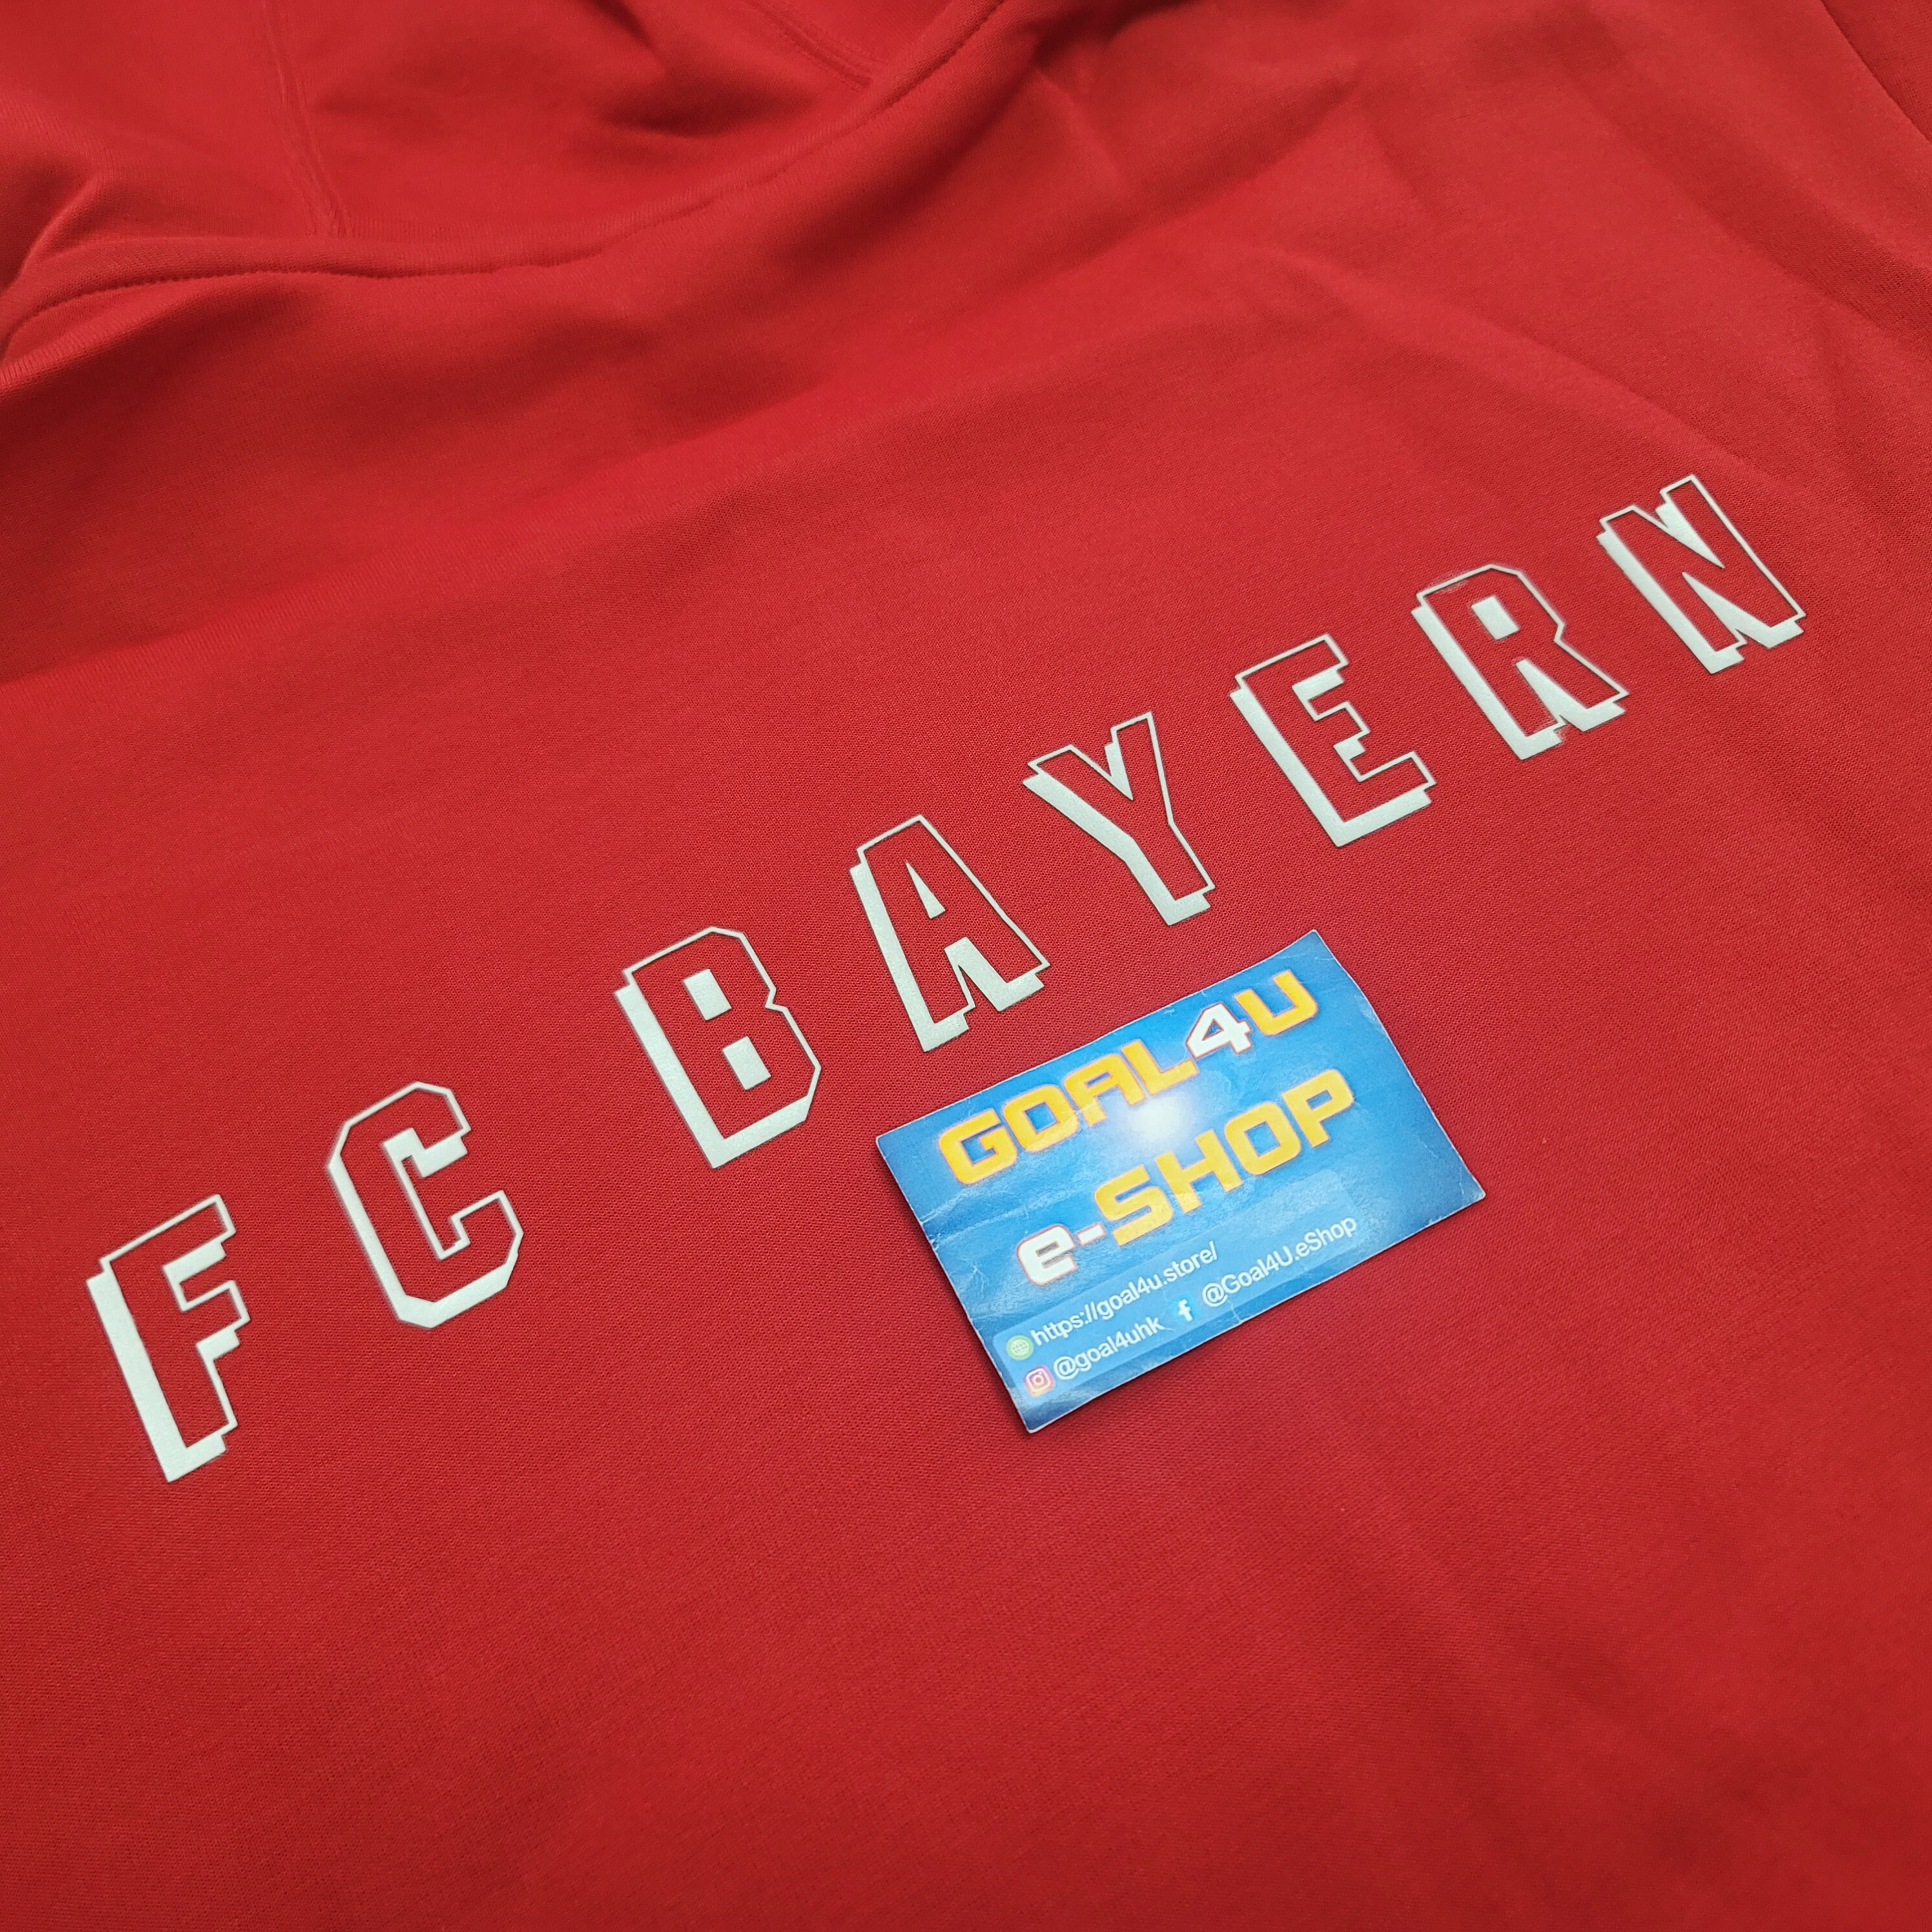 FC BAYERN
GOAL4U
e-SHOP
https://goal4u.store/
@goal4uhk @Goal4U.eShop